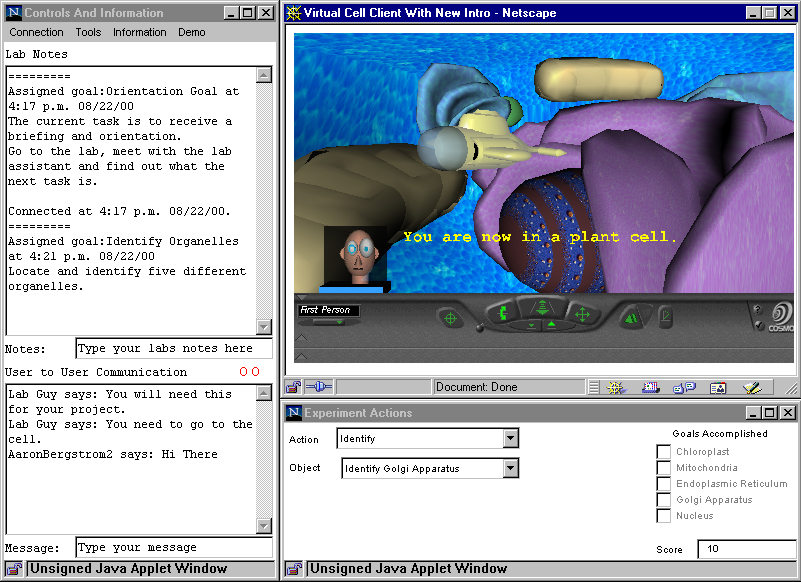 Controls And Information
Connection Tools Information Demo
Lab Notes
=========
Assigned goal:Orientation Goal at
4:17 p.m. 08/22/00
The current task is to receive a
briefing and orientation.
Go to the lab, meet with the lab
assistant and find out what the
next task is.
Connected at 4:17 p.m. 08/22/00.
=========
Assigned goal:Identify Organelles
at 4:21 p.m. 08/22/00
Locate and identify five different
organelles.
Notes: Type your labs notes here
User to User Communication
Lab Guy says: You will need this
for your project.
Lab Guy says: You need to go to the
cell.
AaronBergstrom2 says: Hi There
Message: Type your message
Unsigned Java Applet Window
Virtual Cell Client With New Intro - Netscape
You are now in a plant cell.
First Person
COSMO
Document: Done
Experiment Actions
Action Identify
Object Identify Golgi Apparatus
Goals Accomplished
Chloroplast
Mitochondria
Endoplasmic Reticulum
Golgi Apparatus
Nucleus
Score 10
Unsigned Java Applet Window